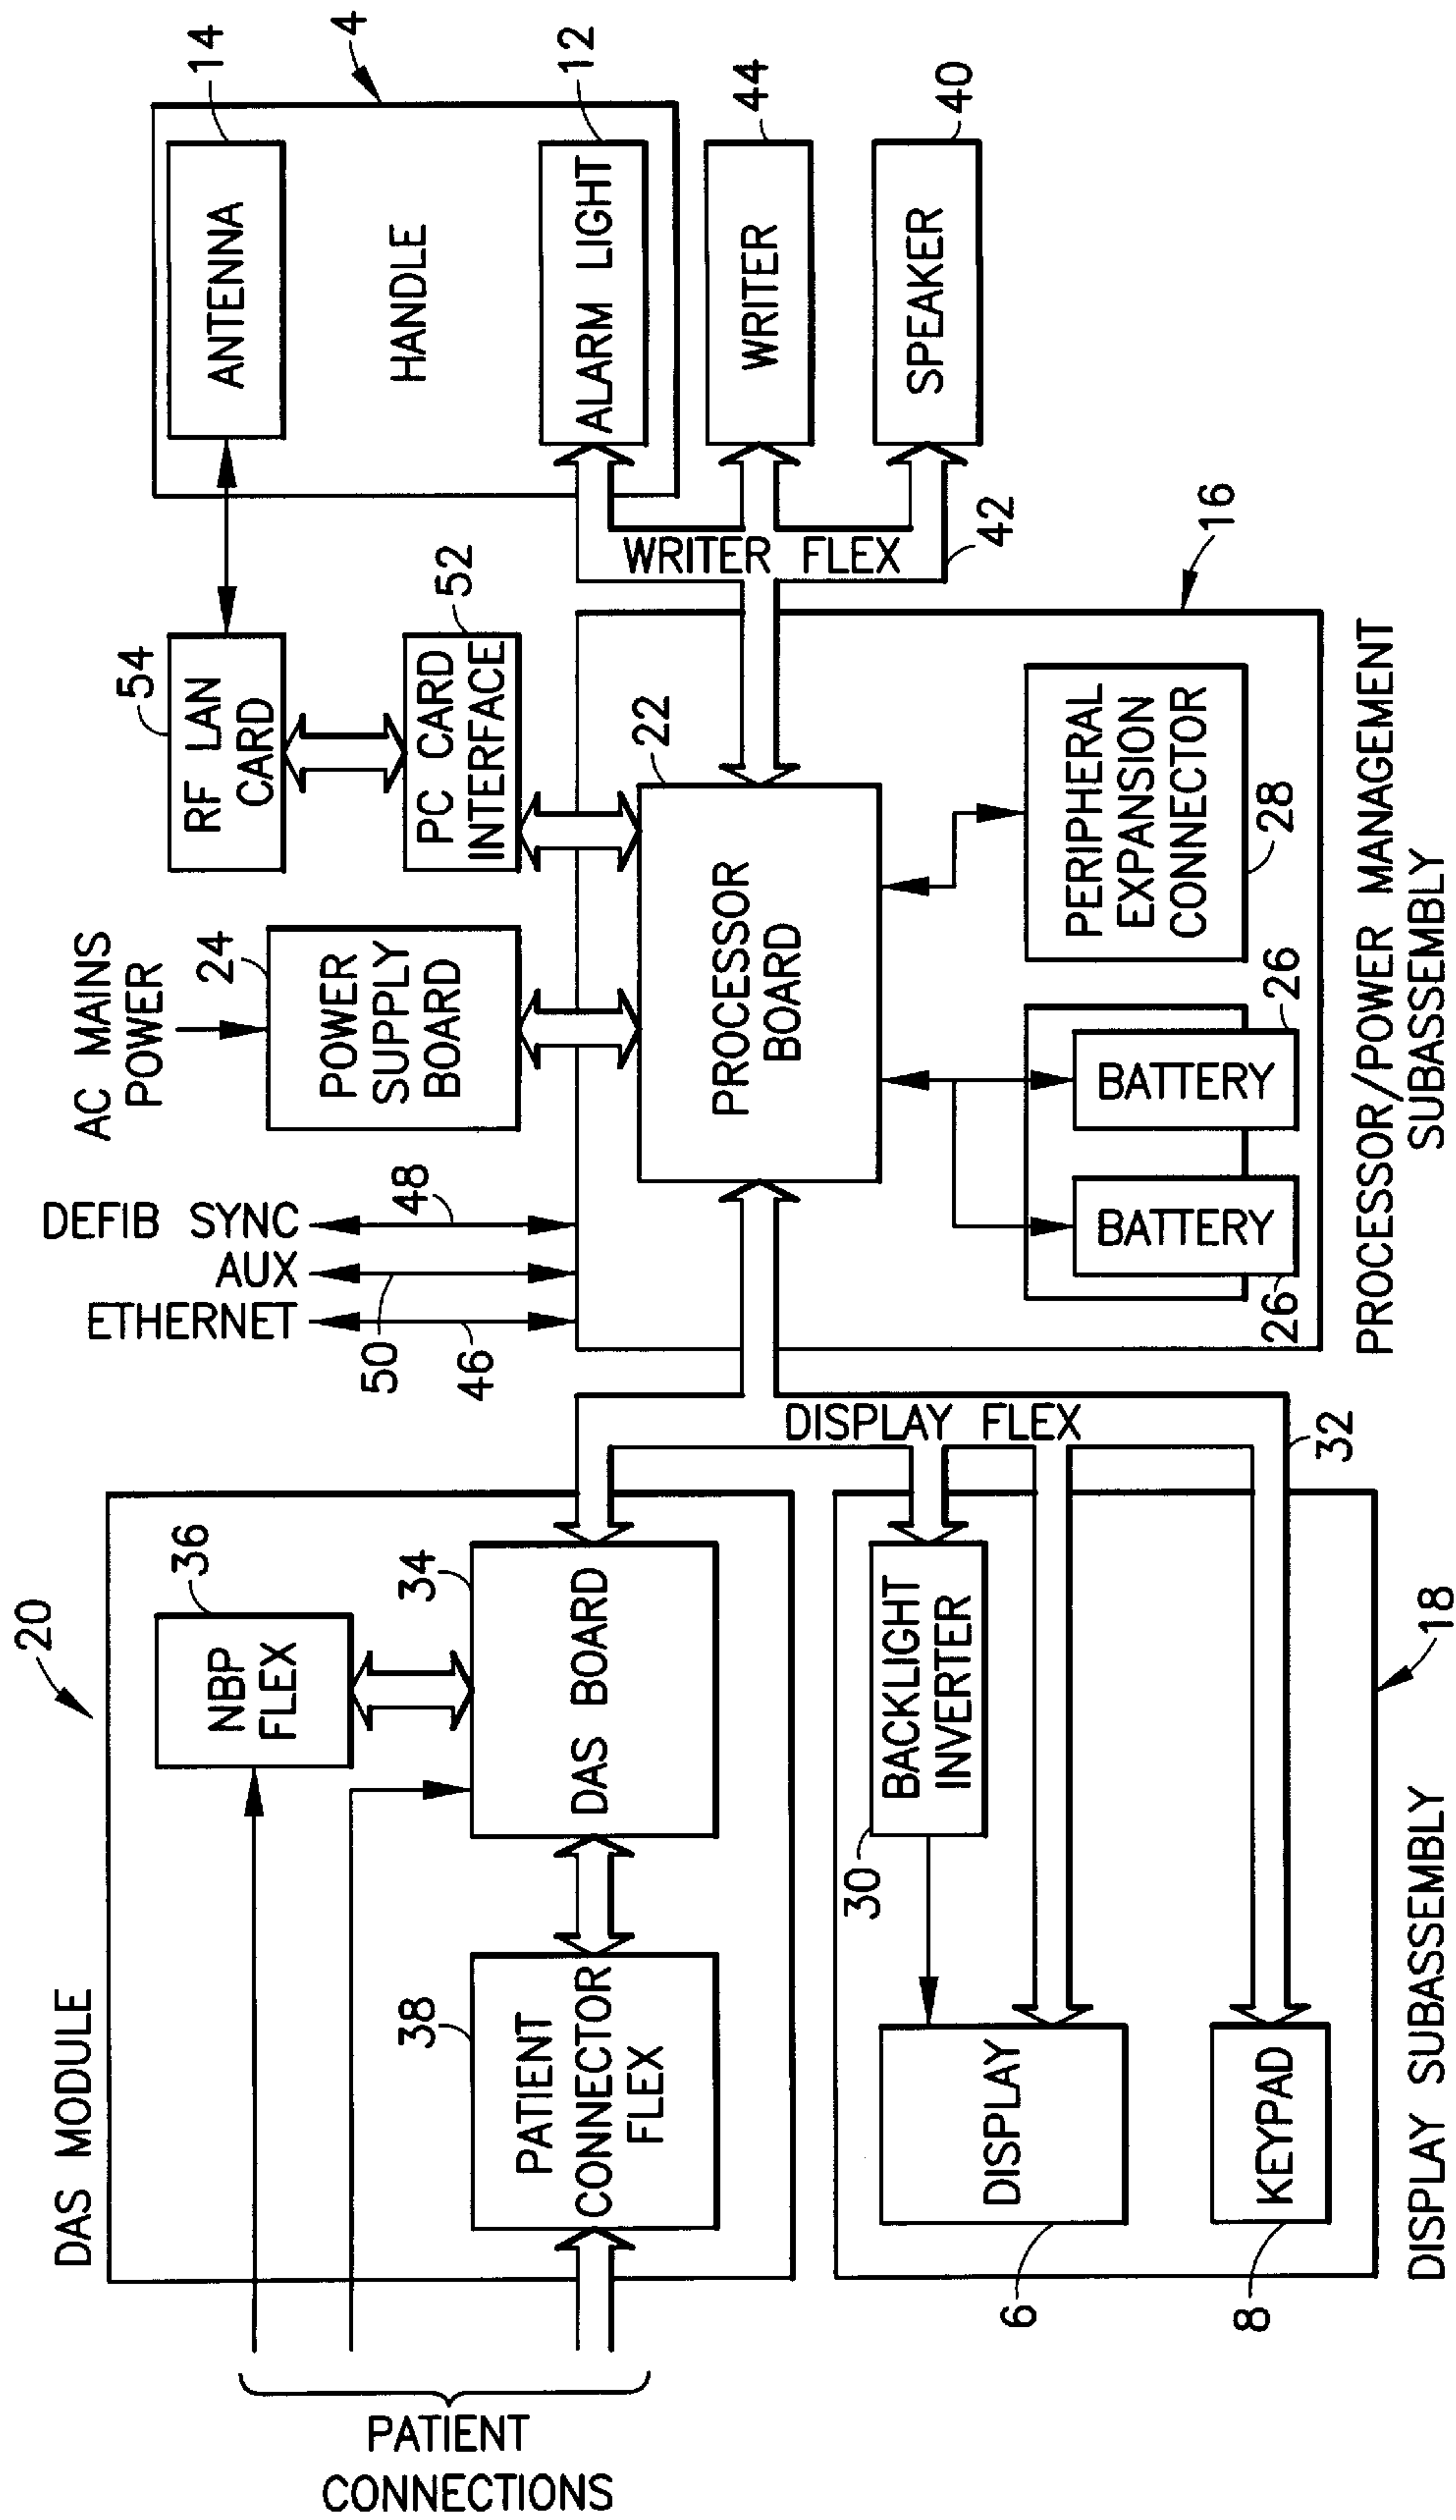 20
DAS MODULE
36
NBP
FLEX
34
DAS BOARD
38
PATIENT
CONNECTOR
FLEX
PATIENT
CONNECTIONS
30
BACKLIGHT
INVERTER
DISPLAY
6
KEYPAD
8
18
DISPLAY SUBASSEMBLY
DISPLAY FLEX
32
DEFIB SYNC
AUX
ETHERNET
48
50
46
AC MAINS
POWER
24
POWER
SUPPLY
BOARD
54
RF LAN
CARD
52
PC CARD
INTERFACE
22
PROCESSOR
BOARD
BATTERY
26
BATTERY
26
PERIPHERAL
EXPANSION
CONNECTOR
28
16
PROCESSOR/POWER MANAGEMENT
SUBASSEMBLY
WRITER FLEX
42
14
ANTENNA
4
HANDLE
12
ALARM LIGHT
44
WRITER
40
SPEAKER